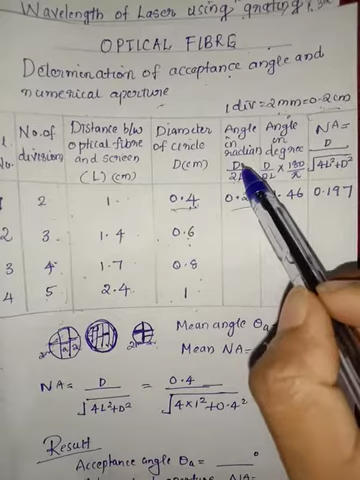 Wavelength of Laser using grating
OPTICAL FIBRE
Determination of acceptance angle and
numerical aperture
1 div = 2mm = 0.2cm
No. No. of division Distance b/w optical fibre and screen (L) (cm) Diameter of circle D(cm) Angle in radian D/2L Angle in degree D/2L × 180/π NA = D/√4L²+D²
2 1. 0.4 0.2 .46 0.197
2 3 1.4 0.6
3 4 1.7 0.8
4 5 2.4 1
Mean angle θa =
Mean NA =
NA = D/√4L²+D² = 0.4/√4×1²+0.4²
Result
Acceptance angle θa = ____°